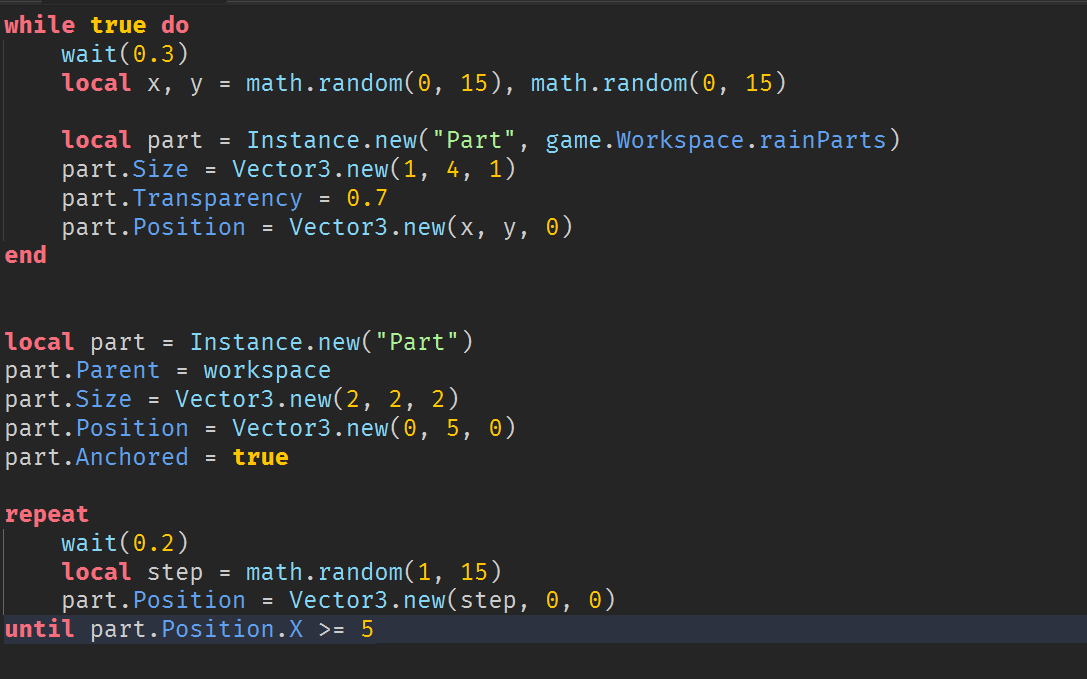 while true do
    wait(0.3)
    local x, y = math.random(0, 15), math.random(0, 15)
    local part = Instance.new("Part", game.Workspace.rainParts)
    part.Size = Vector3.new(1, 4, 1)
    part.Transparency = 0.7
    part.Position = Vector3.new(x, y, 0)
end
local part = Instance.new("Part")
part.Parent = workspace
part.Size = Vector3.new(2, 2, 2)
part.Position = Vector3.new(0, 5, 0)
part.Anchored = true
repeat
    wait(0.2)
    local step = math.random(1, 15)
    part.Position = Vector3.new(step, 0, 0)
until part.Position.X >= 5